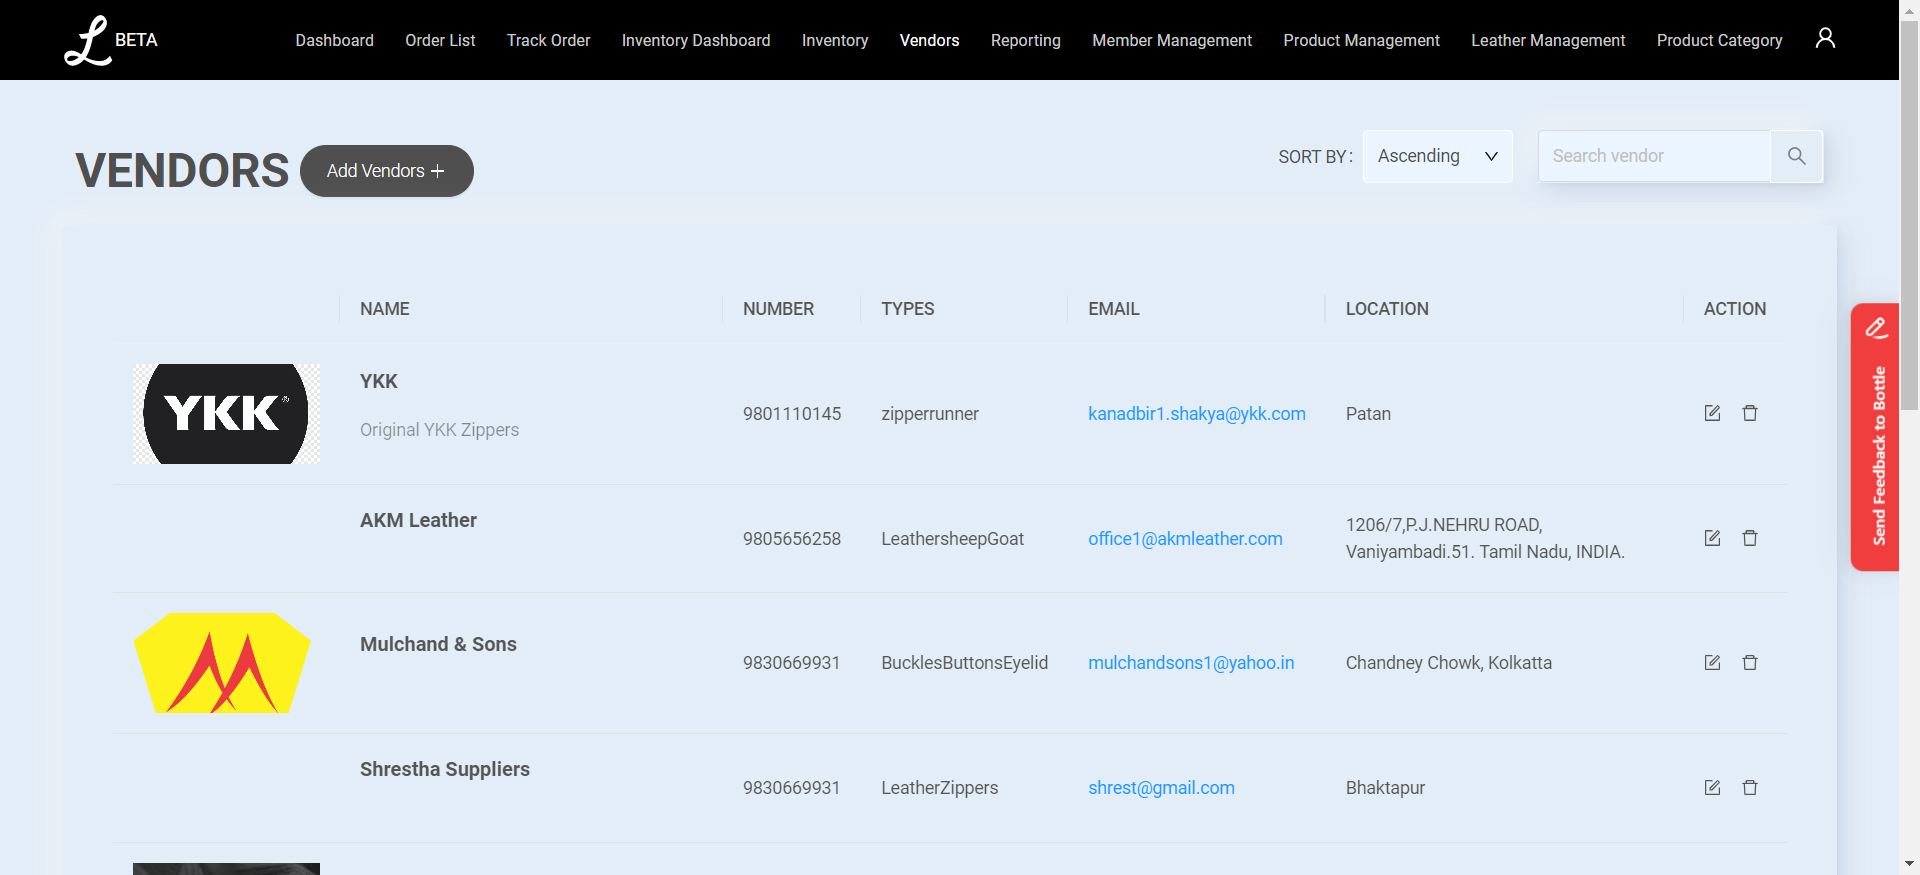 BETA
Dashboard Order List Track Order Inventory Dashboard Inventory Vendors Reporting Member Management Product Management Leather Management Product Category
VENDORS
Add Vendors +
SORT BY :
Ascending
Search vendor
NAME NUMBER TYPES EMAIL LOCATION ACTION
YKK®
YKK
Original YKK Zippers
9801110145
zipperrunner
kanadbir1.shakya@ykk.com
Patan
AKM Leather
9805656258
LeathersheepGoat
office1@akmleather.com
1206/7,P.J.NEHRU ROAD,
Vaniyambadi.51. Tamil Nadu, INDIA.
Mulchand & Sons
9830669931
BucklesButtonsEyelid
mulchandsons1@yahoo.in
Chandney Chowk, Kolkatta
Shrestha Suppliers
9830669931
LeatherZippers
shrest@gmail.com
Bhaktapur
Send Feedback to Bottle